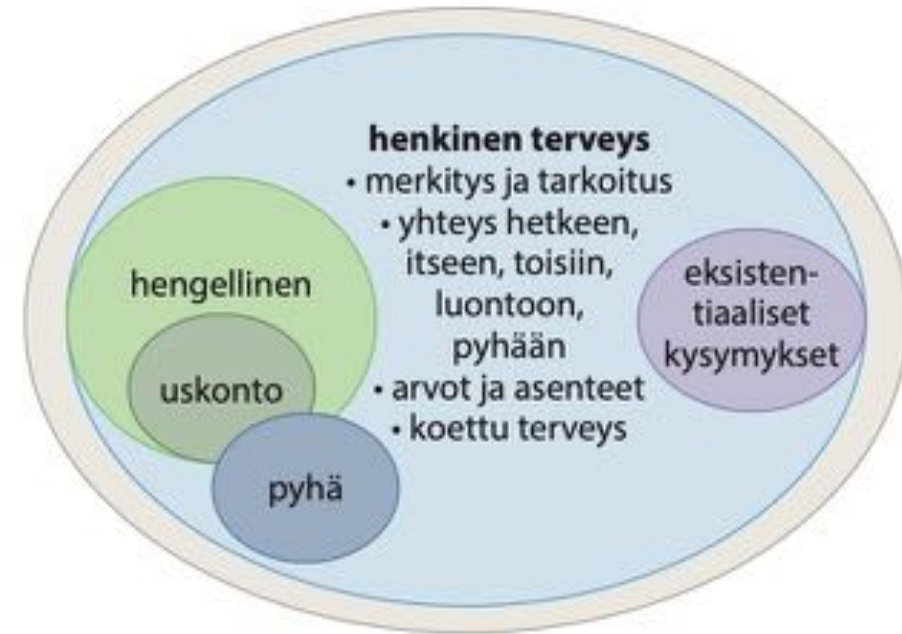 henkinen terveys
• merkitys ja tarkoitus
• yhteys hetkeen,
itseen, toisiin,
luontoon,
pyhään
• arvot ja asenteet
• koettu terveys
hengellinen
uskonto
pyhä
eksisten-
tiaaliset
kysymykset